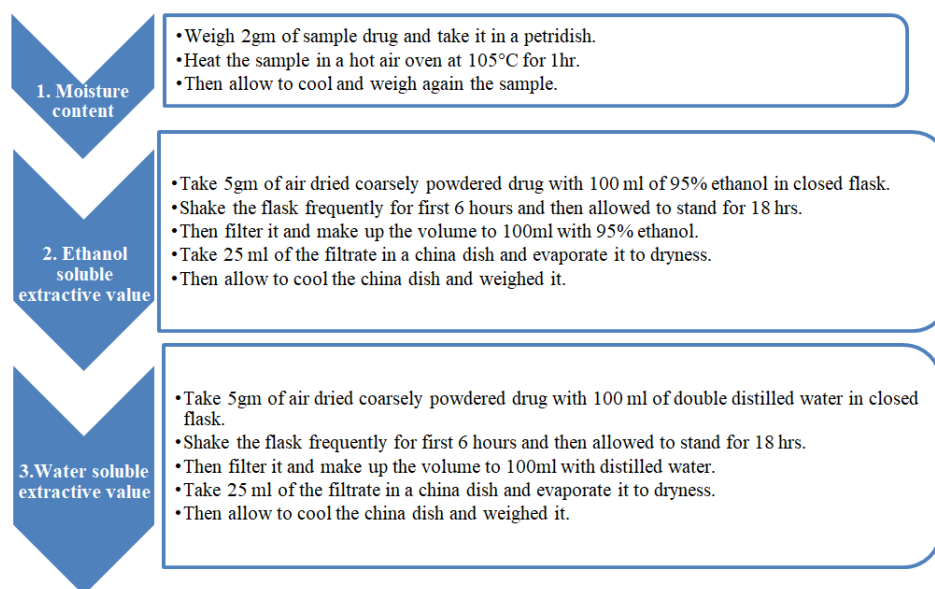 1. Moisture
content
•Weigh 2gm of sample drug and take it in a petridish.
•Heat the sample in a hot air oven at 105°C for 1hr.
•Then allow to cool and weigh again the sample.
2. Ethanol
soluble
extractive value
•Take 5gm of air dried coarsely powdered drug with 100 ml of 95% ethanol in closed flask.
•Shake the flask frequently for first 6 hours and then allowed to stand for 18 hrs.
•Then filter it and make up the volume to 100ml with 95% ethanol.
•Take 25 ml of the filtrate in a china dish and evaporate it to dryness.
•Then allow to cool the china dish and weighed it.
3.Water soluble
extractive value
•Take 5gm of air dried coarsely powdered drug with 100 ml of double distilled water in closed
flask.
•Shake the flask frequently for first 6 hours and then allowed to stand for 18 hrs.
•Then filter it and make up the volume to 100ml with distilled water.
•Take 25 ml of the filtrate in a china dish and evaporate it to dryness.
•Then allow to cool the china dish and weighed it.